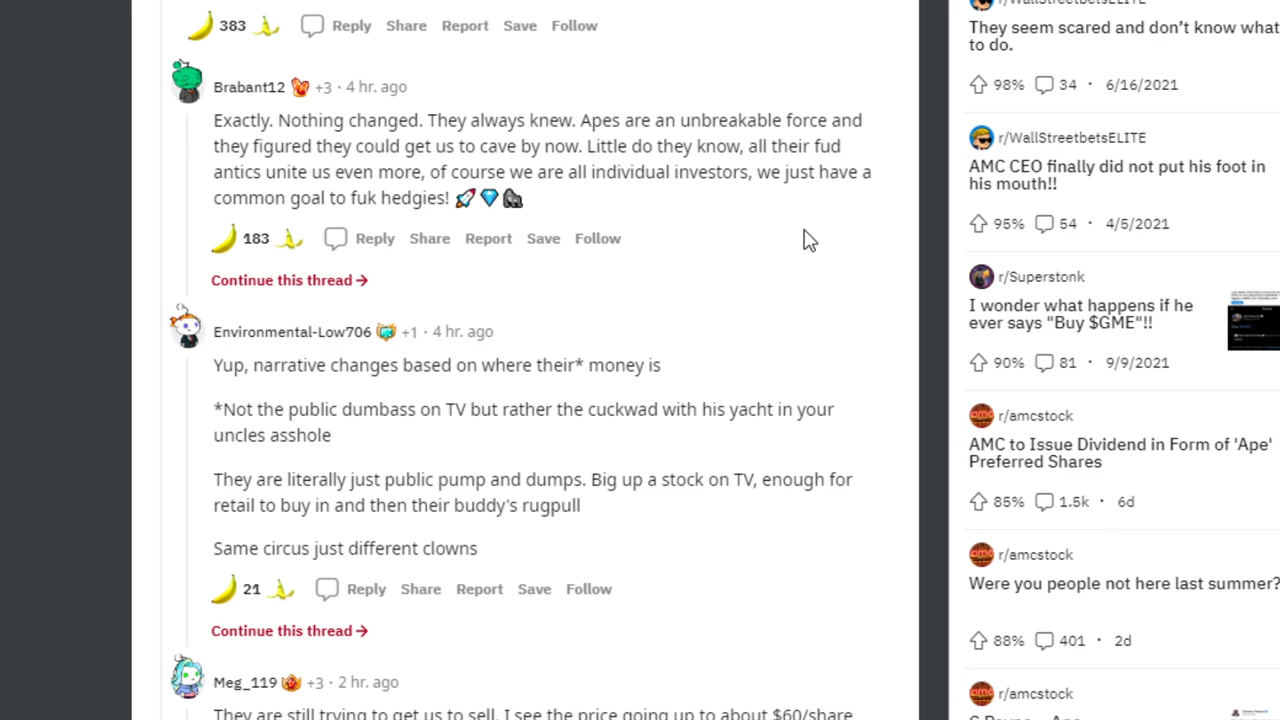 383 Reply Share Report Save Follow
Brabant12 +3 · 4 hr. ago
Exactly. Nothing changed. They always knew. Apes are an unbreakable force and
they figured they could get us to cave by now. Little do they know, all their fud
antics unite us even more, of course we are all individual investors, we just have a
common goal to fuk hedgies! 🚀💎🦍
183 Reply Share Report Save Follow
Continue this thread →
Environmental-Low706 +1 · 4 hr. ago
Yup, narrative changes based on where their* money is
*Not the public dumbass on TV but rather the cuckwad with his yacht in your
uncles asshole
They are literally just public pump and dumps. Big up a stock on TV, enough for
retail to buy in and then their buddy's rugpull
Same circus just different clowns
21 Reply Share Report Save Follow
Continue this thread →
Meg_119 +3 · 2 hr. ago
They are still trying to get us to sell. I see the price going up to about $60/share
r/WallStreetbetsELITE
They seem scared and don't know what
to do.
98% 34 · 6/16/2021
r/WallStreetbetsELITE
AMC CEO finally did not put his foot in
his mouth!!
95% 54 · 4/5/2021
r/Superstonk
I wonder what happens if he
ever says "Buy $GME"!!
90% 81 · 9/9/2021
r/amcstock
AMC to Issue Dividend in Form of 'Ape'
Preferred Shares
85% 1.5k · 6d
r/amcstock
Were you people not here last summer?
88% 401 · 2d
r/amcstock